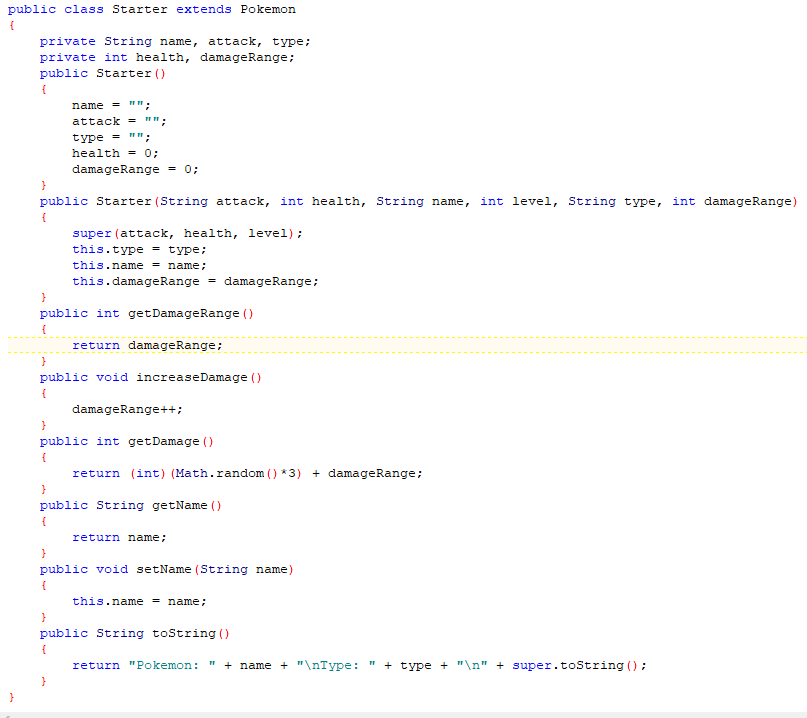 public class Starter extends Pokemon
{
    private String name, attack, type;
    private int health, damageRange;
    public Starter()
    {
        name = "";
        attack = "";
        type = "";
        health = 0;
        damageRange = 0;
    }
    public Starter(String attack, int health, String name, int level, String type, int damageRange)
    {
        super(attack, health, level);
        this.type = type;
        this.name = name;
        this.damageRange = damageRange;
    }
    public int getDamageRange()
    {
        return damageRange;
    }
    public void increaseDamage()
    {
        damageRange++;
    }
    public int getDamage()
    {
        return (int)(Math.random()*3) + damageRange;
    }
    public String getName()
    {
        return name;
    }
    public void setName(String name)
    {
        this.name = name;
    }
    public String toString()
    {
        return "Pokemon: " + name + "\nType: " + type + "\n" + super.toString();
    }
}